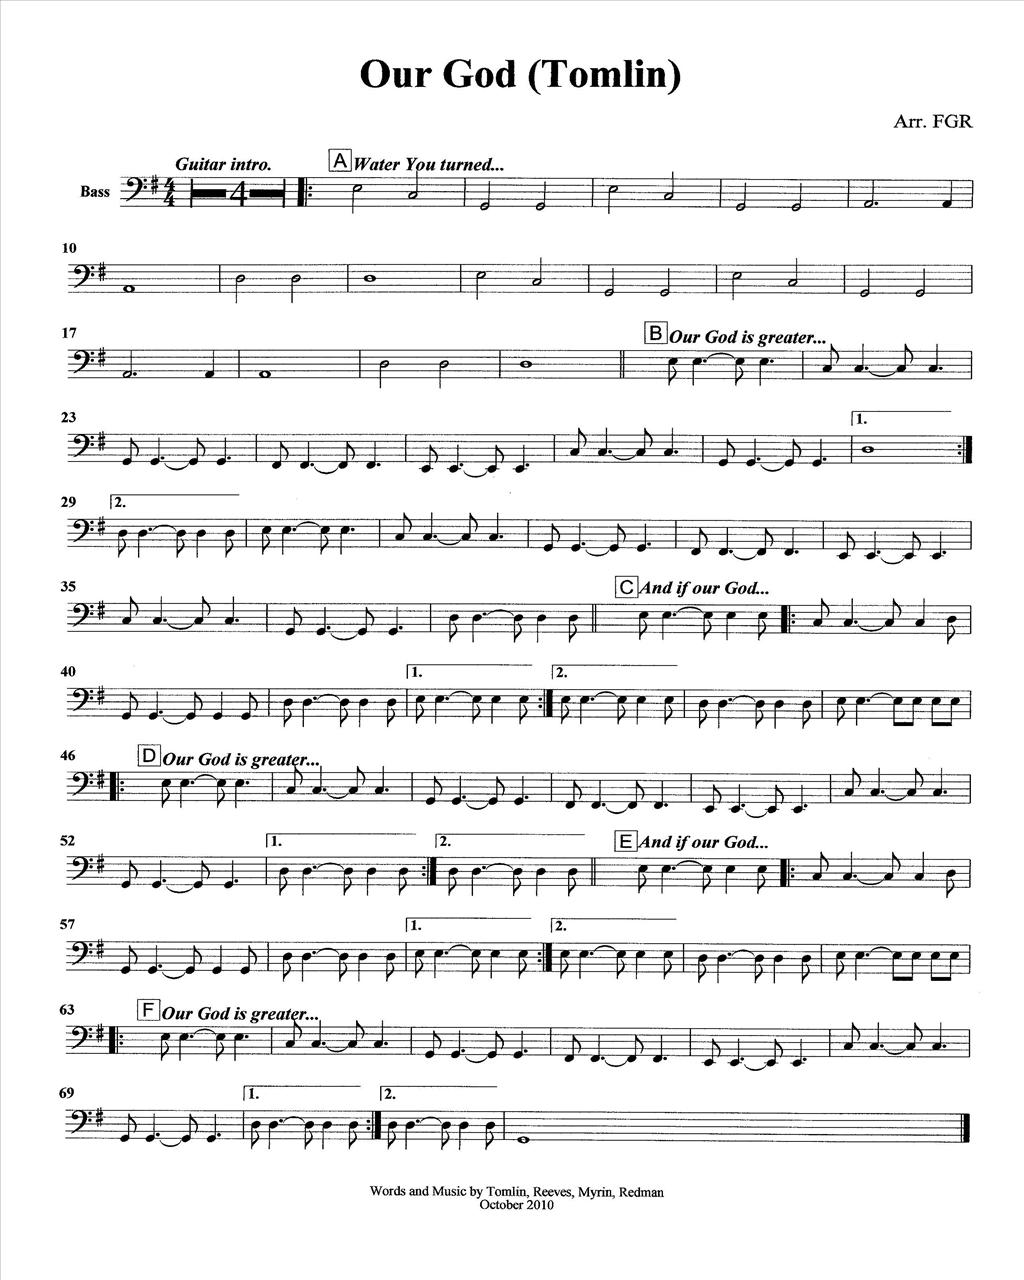 Our God (Tomlin)
Arr. FGR
Guitar intro. A Water You turned...
Bass 4 4 4
10
17
B Our God is greater...
23
1.
29
2.
35
C And if our God...
40
1. 2.
46
D Our God is greater...
52
1. 2. E And if our God...
57
1. 2.
63
F Our God is greater...
69
1. 2.
Words and Music by Tomlin, Reeves, Myrin, Redman
October 2010